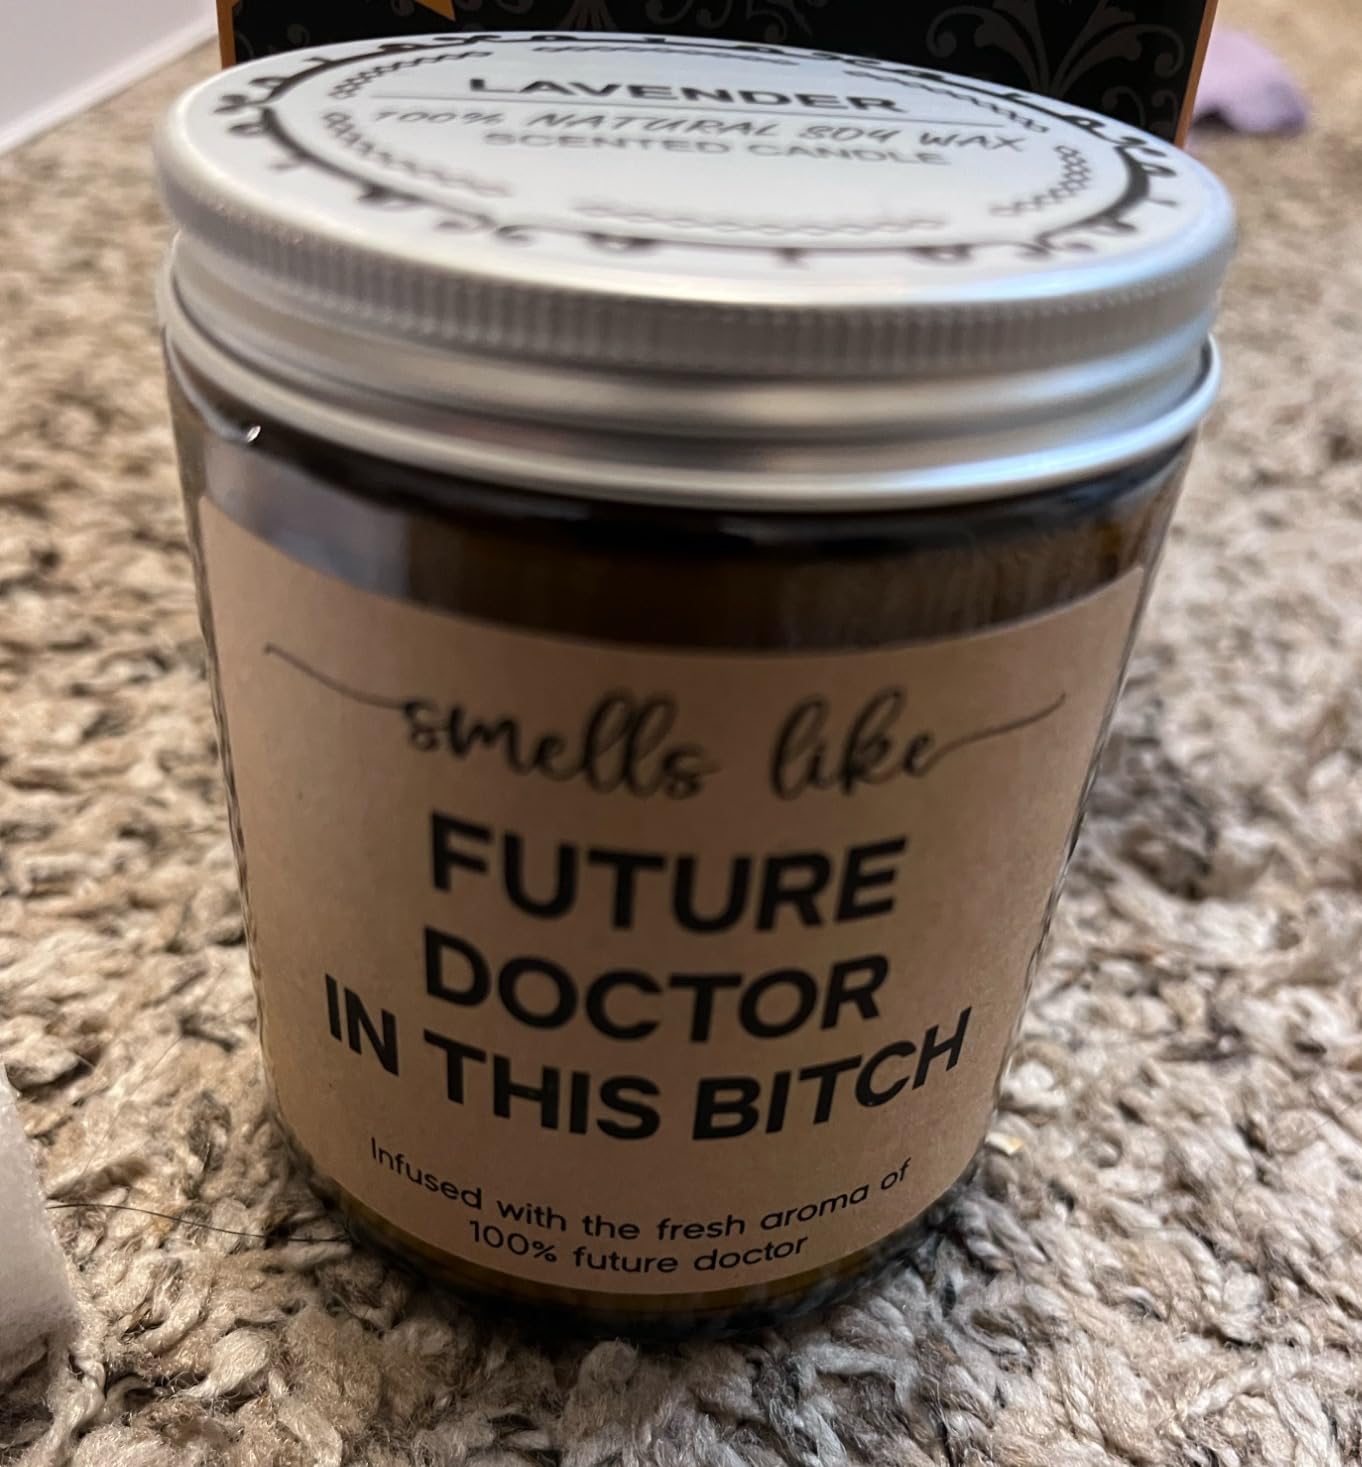 LAVENDER
100% NATURAL SOY WAX
SCENTED CANDLE
smells like
FUTURE
DOCTOR
IN THIS BITCH
Infused with the fresh aroma of
100% future doctor